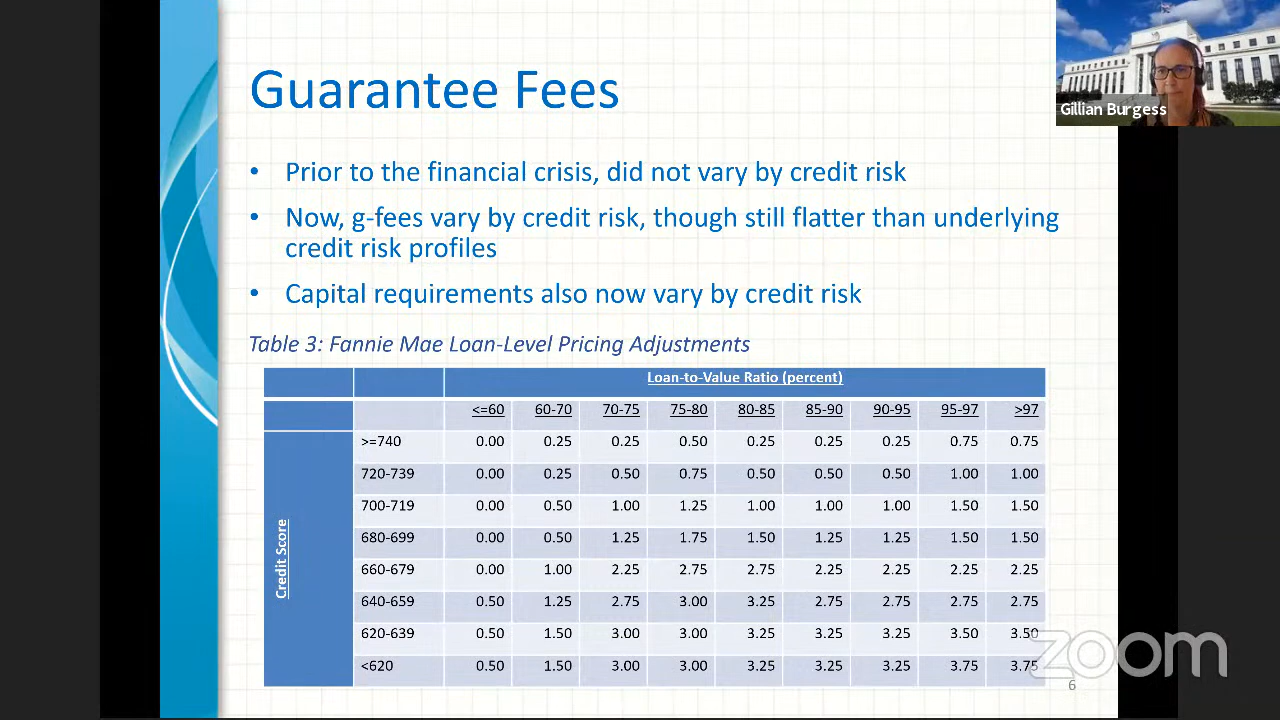 Guarantee Fees
Gillian Burgess
• Prior to the financial crisis, did not vary by credit risk
• Now, g-fees vary by credit risk, though still flatter than underlying
credit risk profiles
• Capital requirements also now vary by credit risk
Table 3: Fannie Mae Loan-Level Pricing Adjustments
Loan-to-Value Ratio (percent)
<=60 60-70 70-75 75-80 80-85 85-90 90-95 95-97 >97
Credit Score
>=740 0.00 0.25 0.25 0.50 0.25 0.25 0.25 0.75 0.75
720-739 0.00 0.25 0.50 0.75 0.50 0.50 0.50 1.00 1.00
700-719 0.00 0.50 1.00 1.25 1.00 1.00 1.00 1.50 1.50
680-699 0.00 0.50 1.25 1.75 1.50 1.25 1.25 1.50 1.50
660-679 0.00 1.00 2.25 2.75 2.75 2.25 2.25 2.25 2.25
640-659 0.50 1.25 2.75 3.00 3.25 2.75 2.75 2.75 2.75
620-639 0.50 1.50 3.00 3.00 3.25 3.25 3.25 3.50 3.50
<620 0.50 1.50 3.00 3.00 3.25 3.25 3.25 3.75 3.75
zoom
6